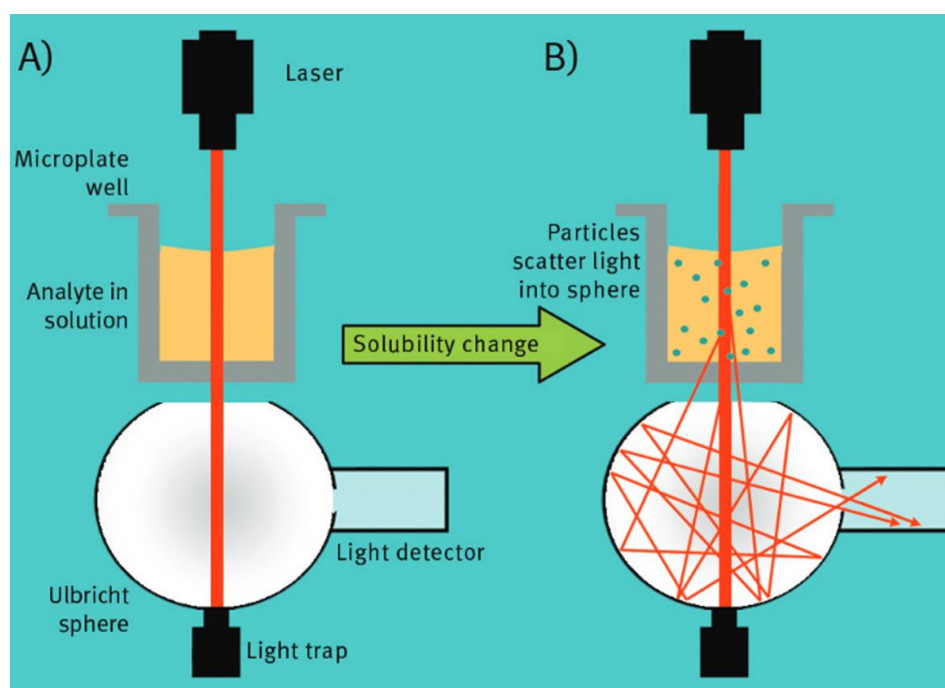 A)
Laser
Microplate
well
Analyte in
solution
Solubility change
Light detector
Ulbricht
sphere
Light trap
B)
Particles
scatter light
into sphere